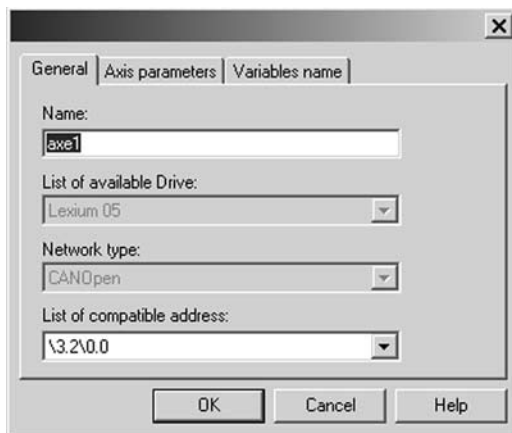 General Axis parameters Variables name
Name:
axe1
List of available Drive:
Lexium 05
Network type:
CANOpen
List of compatible address:
\3.2\0.0
OK Cancel Help